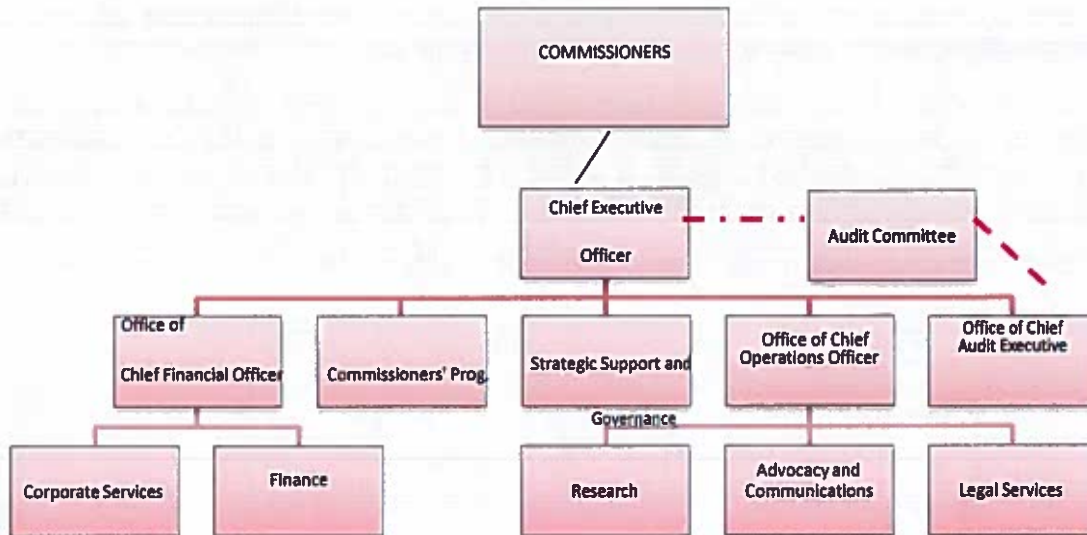 COMMISSIONERS
Chief Executive
Officer
Audit Committee
Office of
Chief Financial Officer
Commissioners' Prog.
Strategic Support and
Governance
Office of Chief
Operations Officer
Office of Chief
Audit Executive
Corporate Services
Finance
Research
Advocacy and
Communications
Legal Services